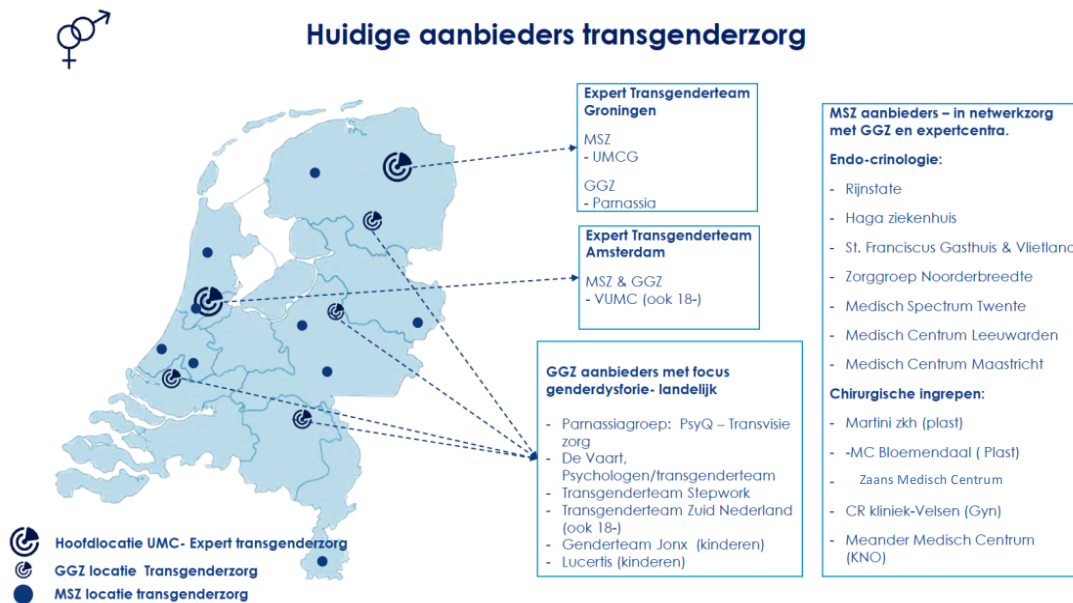 Huidige aanbieders transgenderzorg
Expert Transgenderteam
Groningen
MSZ
- UMCG
GGZ
- Parnassia
Expert Transgenderteam
Amsterdam
MSZ & GGZ
- VUMC (ook 18-)
GGZ aanbieders met focus
genderdysforie- landelijk
- Parnassiagroep: PsyQ – Transvisie
zorg
- De Vaart,
Psychologen/transgenderteam
- Transgenderteam Stepwork
- Transgenderteam Zuid Nederland
(ook 18-)
- Genderteam Jonx (kinderen)
- Lucertis (kinderen)
MSZ aanbieders – in netwerkzorg
met GGZ en expertcentra.
Endo-crinologie:
- Rijnstate
- Haga ziekenhuis
- St. Franciscus Gasthuis & Vlietland
- Zorggroep Noorderbreedte
- Medisch Spectrum Twente
- Medisch Centrum Leeuwarden
- Medisch Centrum Maastricht
Chirurgische ingrepen:
- Martini zkh (plast)
- -MC Bloemendaal ( Plast)
- Zaans Medisch Centrum
- CR kliniek-Velsen (Gyn)
- Meander Medisch Centrum
(KNO)
Hoofdlocatie UMC- Expert transgenderzorg
GGZ locatie Transgenderzorg
MSZ locatie transgenderzorg